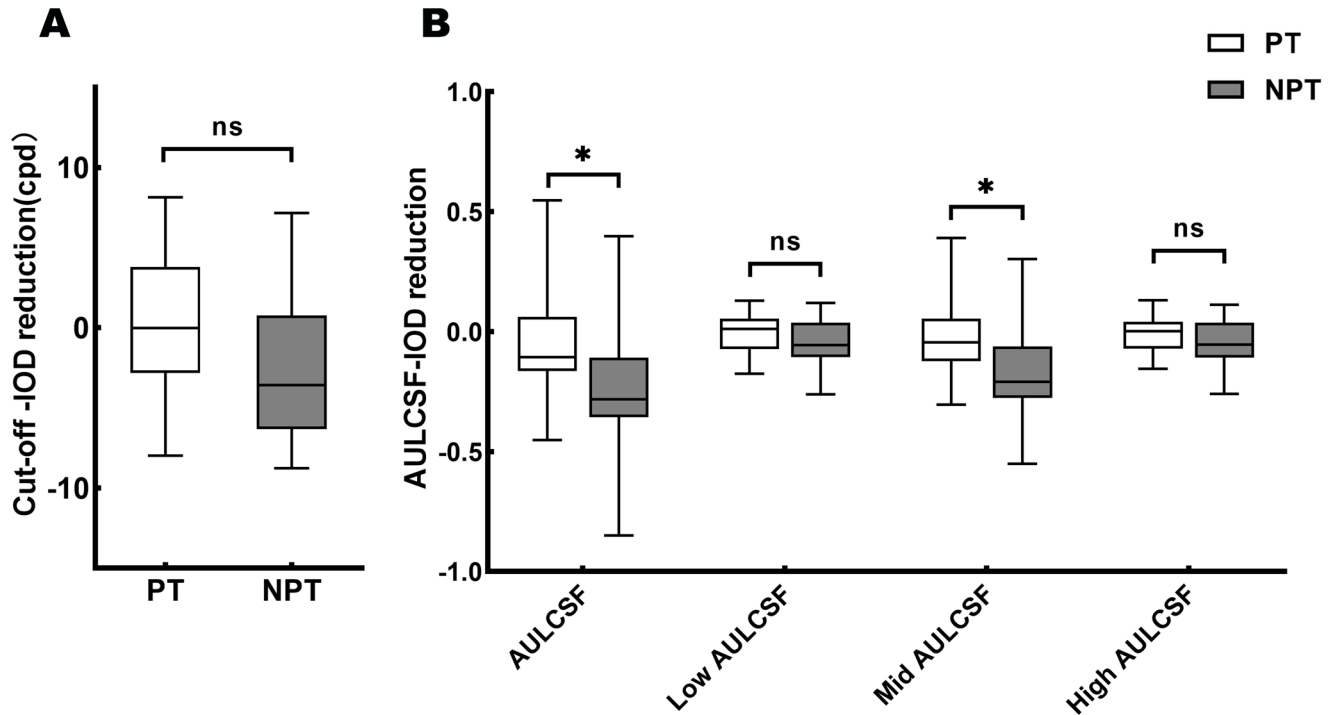 A
Cut-off -IOD reduction(cpd)
10
0
-10
ns
PT
NPT
B
AULCSF-IOD reduction
1.0
0.5
0.0
-0.5
-1.0
*
ns
*
ns
AULCSF
Low AULCSF
Mid AULCSF
High AULCSF
PT
NPT